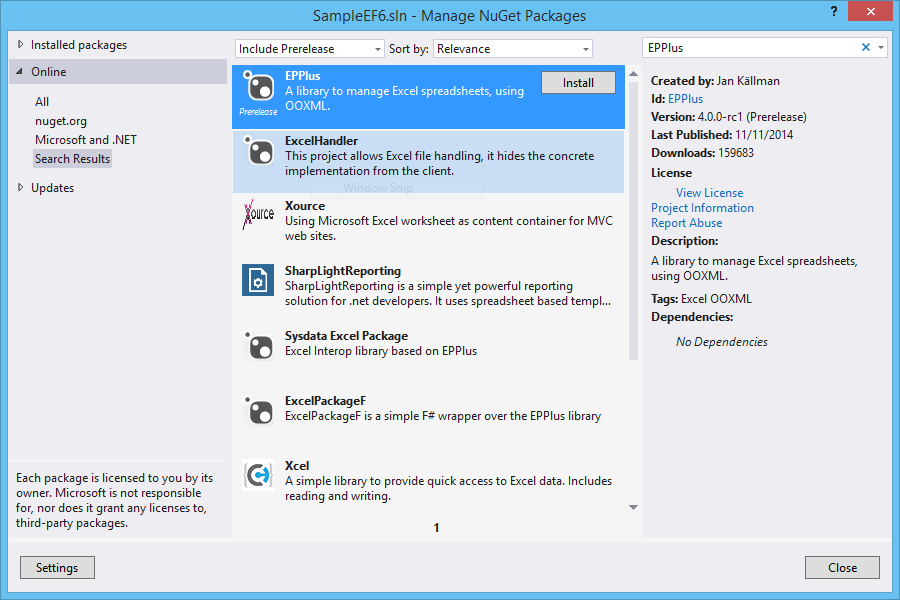 SampleEF6.sln - Manage NuGet Packages
?
Installed packages
Online
All
nuget.org
Microsoft and .NET
Search Results
Updates
Each package is licensed to you by its
owner. Microsoft is not responsible
for, nor does it grant any licenses to,
third-party packages.
Include Prerelease
Sort by:
Relevance
EPPlus
A library to manage Excel spreadsheets, using
OOXML.
Prerelease
Install
ExcelHandler
This project allows Excel file handling, it hides the concrete
implementation from the client.
Window Snip
Xource
Xource
Using Microsoft Excel worksheet as content container for MVC
web sites.
SharpLightReporting
SharpLightReporting is a simple yet powerful reporting
solution for .net developers. It uses spreadsheet based templ...
Sysdata Excel Package
Excel Interop library based on EPPlus
ExcelPackageF
ExcelPackageF is a simple F# wrapper over the EPPlus library
Xcel
A simple library to provide quick access to Excel data. Includes
reading and writing.
1
EPPlus
Created by: Jan Källman
Id: EPPlus
Version: 4.0.0-rc1 (Prerelease)
Last Published: 11/11/2014
Downloads: 159683
License
View License
Project Information
Report Abuse
Description:
A library to manage Excel spreadsheets,
using OOXML.
Tags: Excel OOXML
Dependencies:
No Dependencies
Settings
Close